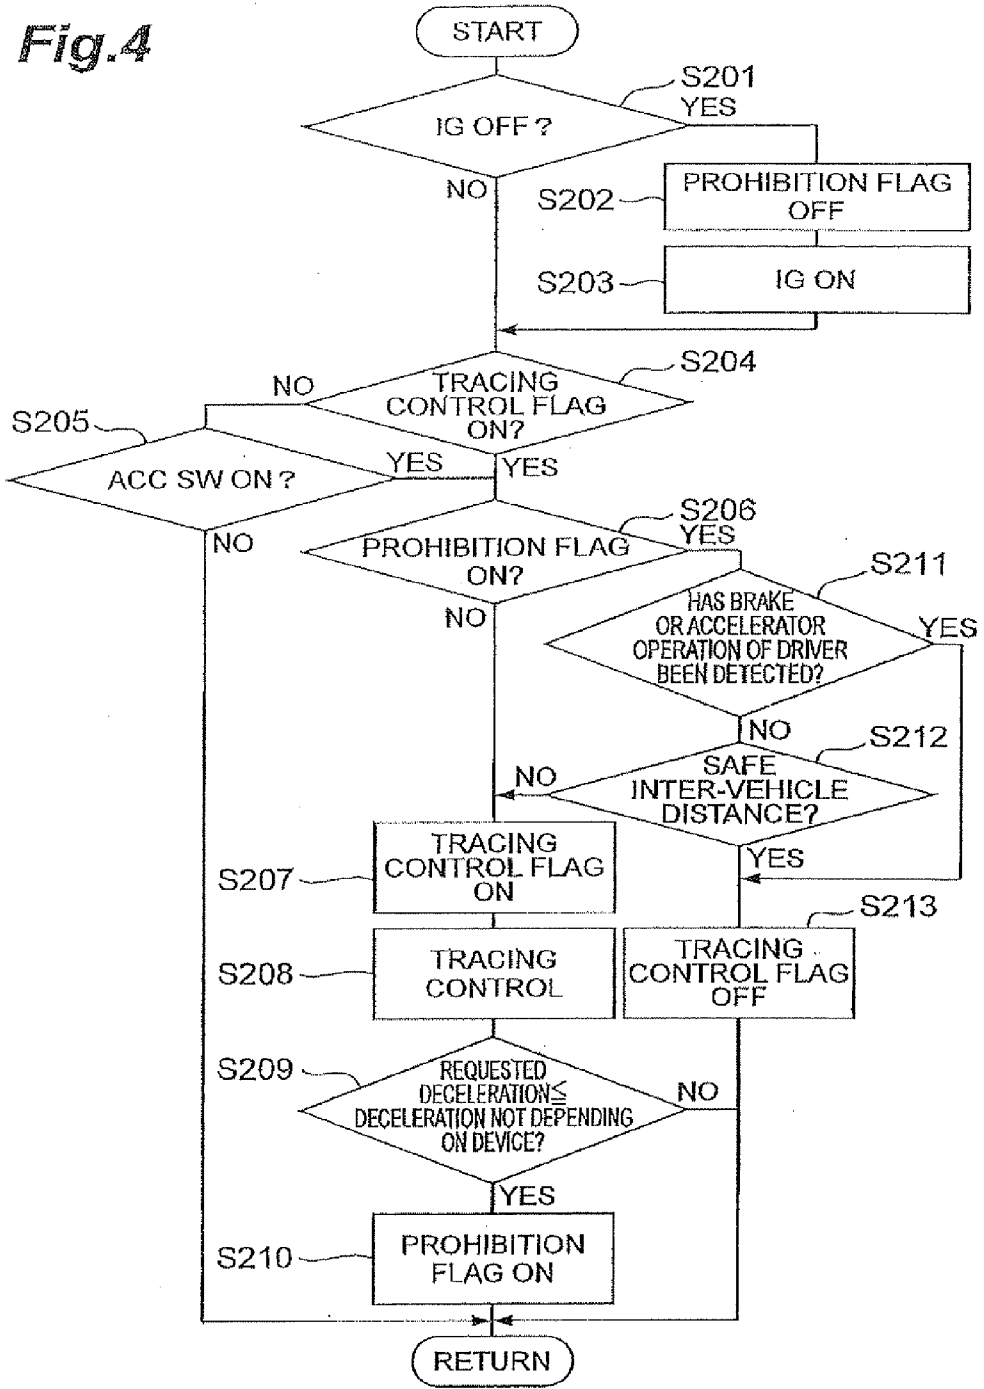 Fig.4
START
S201
IG OFF?
YES
NO
S202
PROHIBITION FLAG
OFF
S203
IG ON
S204
TRACING
CONTROL FLAG
ON?
NO
YES
S205
ACC SW ON?
YES
NO
S206
PROHIBITION FLAG
ON?
YES
NO
S211
HAS BRAKE
OR ACCELERATOR
OPERATION OF DRIVER
BEEN DETECTED?
YES
NO
S212
SAFE
INTER-VEHICLE
DISTANCE?
NO
YES
S207
TRACING
CONTROL FLAG
ON
S213
TRACING
CONTROL FLAG
OFF
S208
TRACING
CONTROL
S209
REQUESTED
DECELERATION≦
DECELERATION NOT DEPENDING
ON DEVICE?
NO
YES
S210
PROHIBITION
FLAG ON
RETURN